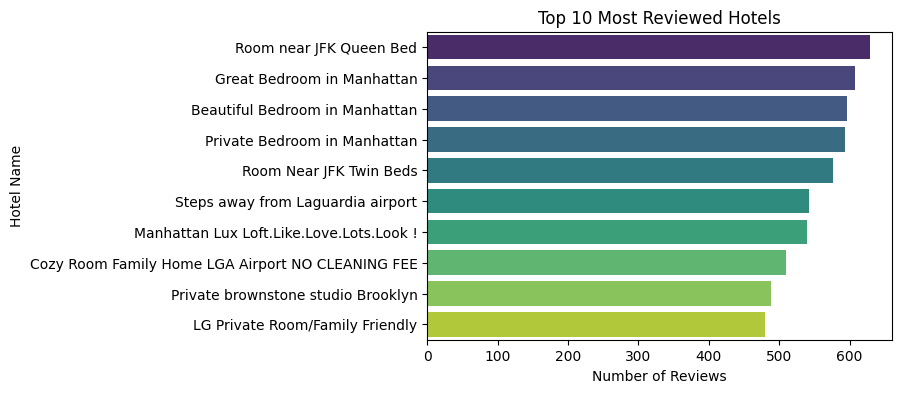 Top 10 Most Reviewed Hotels
Hotel Name
Room near JFK Queen Bed
Great Bedroom in Manhattan
Beautiful Bedroom in Manhattan
Private Bedroom in Manhattan
Room Near JFK Twin Beds
Steps away from Laguardia airport
Manhattan Lux Loft.Like.Love.Lots.Look !
Cozy Room Family Home LGA Airport NO CLEANING FEE
Private brownstone studio Brooklyn
LG Private Room/Family Friendly
0 100 200 300 400 500 600
Number of Reviews